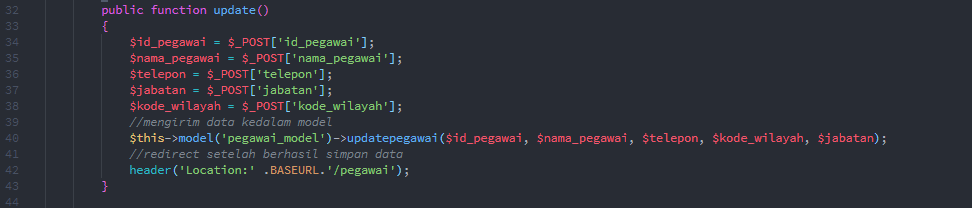 32 public function update()
33 {
34 $id_pegawai = $_POST['id_pegawai'];
35 $nama_pegawai = $_POST['nama_pegawai'];
36 $telepon = $_POST['telepon'];
37 $jabatan = $_POST['jabatan'];
38 $kode_wilayah = $_POST['kode_wilayah'];
39 //mengirim data kedalam model
40 $this->model('pegawai_model')->updatepegawai($id_pegawai, $nama_pegawai, $telepon, $kode_wilayah, $jabatan);
41 //redirect setelah berhasil simpan data
42 header('Location:' .BASEURL.'/pegawai');
43 }
44